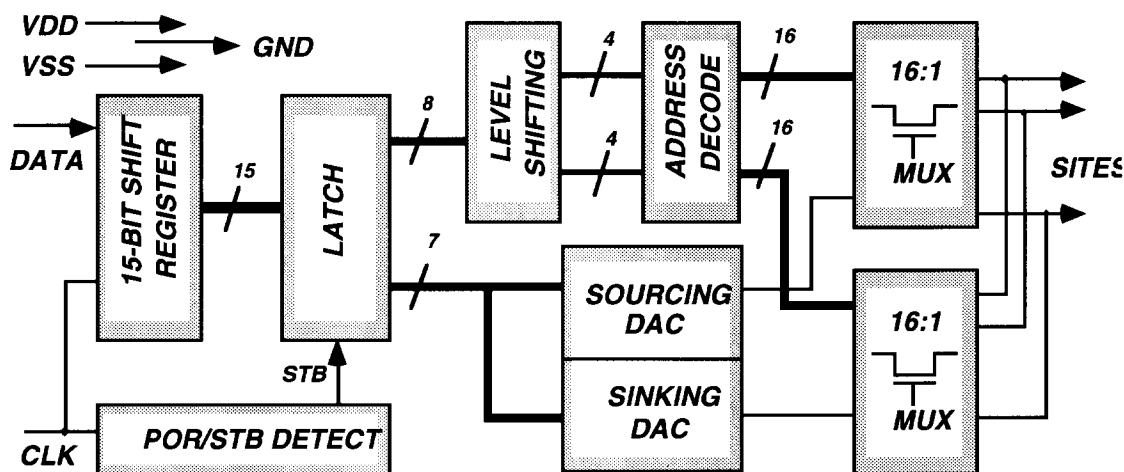 VDD
GND
VSS
DATA
15-BIT SHIFT
REGISTER
15
LATCH
8
7
LEVEL
SHIFTING
4
4
ADDRESS
DECODE
16
16
16:1
MUX
SITES
SOURCING
DAC
SINKING
DAC
16:1
MUX
STB
CLK
POR/STB DETECT